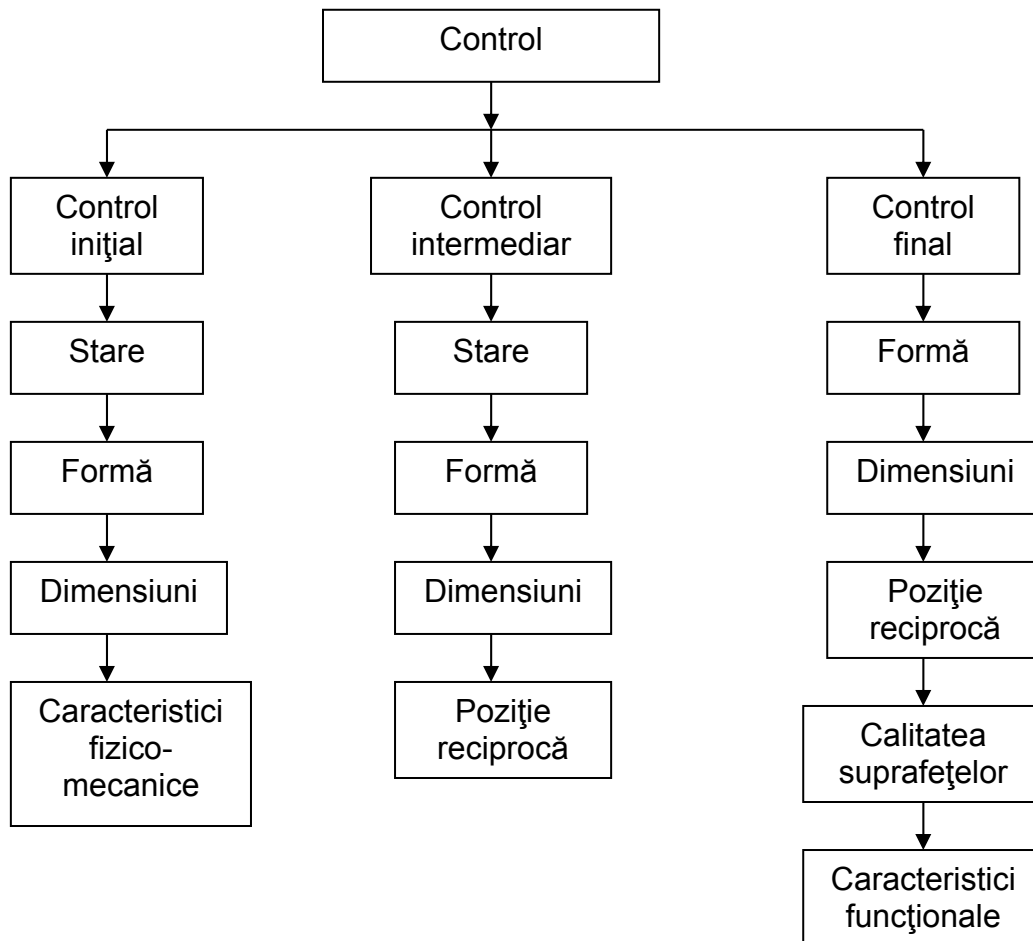 Control
Control
iniţial
Stare
Formă
Dimensiuni
Caracteristici
fizico-
mecanice
Control
intermediar
Stare
Formă
Dimensiuni
Poziţie
reciprocă
Control
final
Formă
Dimensiuni
Poziţie
reciprocă
Calitatea
suprafeţelor
Caracteristici
funcţionale